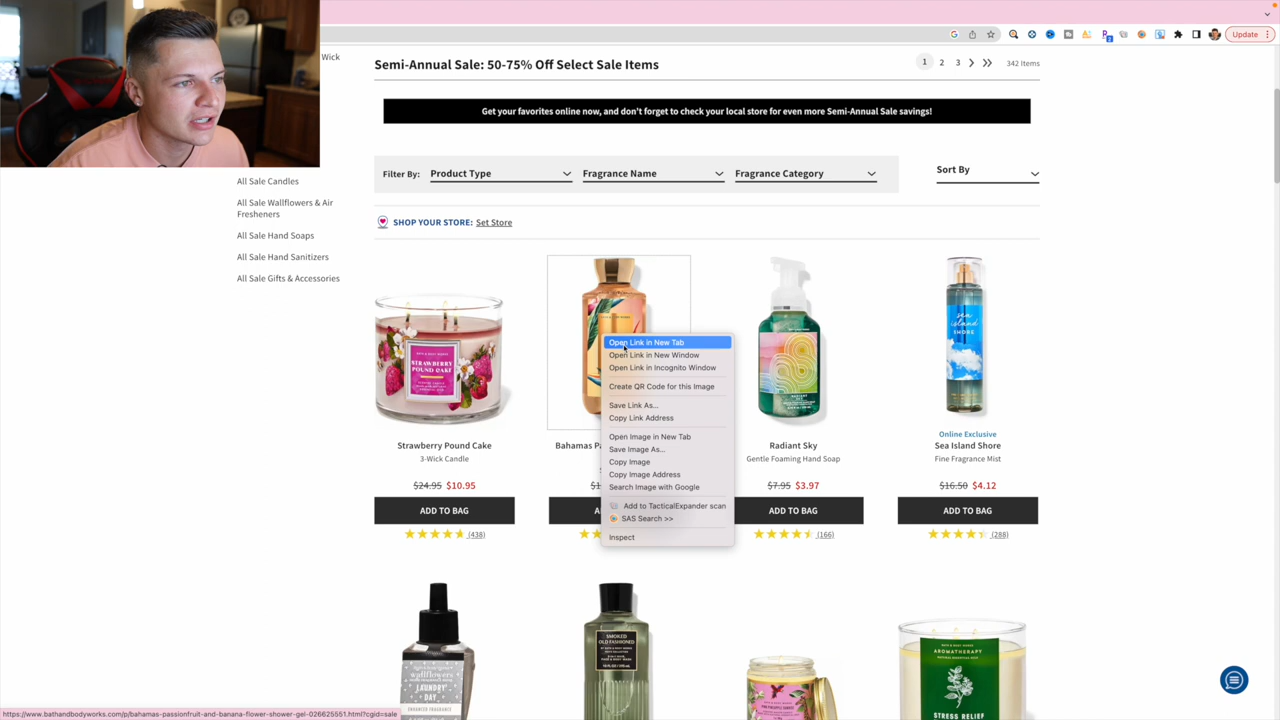 Update
Wick
Semi-Annual Sale: 50-75% Off Select Sale Items
1 2 3
342 Items
Get your favorites online now, and don't forget to check your local store for even more Semi-Annual Sale savings!
Filter By:
Product Type
Fragrance Name
Fragrance Category
Sort By
All Sale Candles
All Sale Wallflowers & Air
Fresheners
All Sale Hand Soaps
All Sale Hand Sanitizers
All Sale Gifts & Accessories
SHOP YOUR STORE: Set Store
STRAWBERRY
POUND CAKE
sea
island
SHORE
Open Link in New Tab
Open Link in New Window
Open Link in Incognito Window
Create QR Code for this Image
Save Link As...
Copy Link Address
Open Image in New Tab
Save Image As...
Copy Image
Copy Image Address
Search Image with Google
Add to TacticalExpander scan
SAS Search >>
Inspect
Strawberry Pound Cake
3-Wick Candle
$24.95 $10.95
ADD TO BAG
(438)
Bahamas Pa
Radiant Sky
Gentle Foaming Hand Soap
$7.95 $3.97
ADD TO BAG
(166)
Online Exclusive
Sea Island Shore
Fine Fragrance Mist
$16.50 $4.12
ADD TO BAG
(288)
wallflowers
LAUNDRY
DAY
SMOKED
OLD FASHIONED
AROMATHERAPY
STRESS RELIEF
https://www.bathandbodyworks.com/p/bahamas-passionfruit-and-banana-flower-shower-gel-026625551.html?cgid=sale